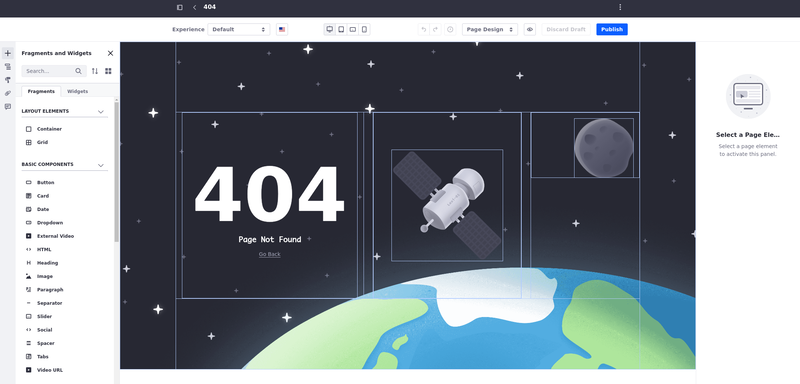 404
Experience
Default
Page Design
Discard Draft
Publish
Fragments and Widgets
Search...
Fragments
Widgets
LAYOUT ELEMENTS
Container
Grid
BASIC COMPONENTS
Button
Card
Date
Dropdown
External Video
HTML
Heading
Image
Paragraph
Separator
Slider
Social
Spacer
Tabs
Video URL
404
Page Not Found
Go Back
Select a Page Ele...
Select a page element
to activate this panel.